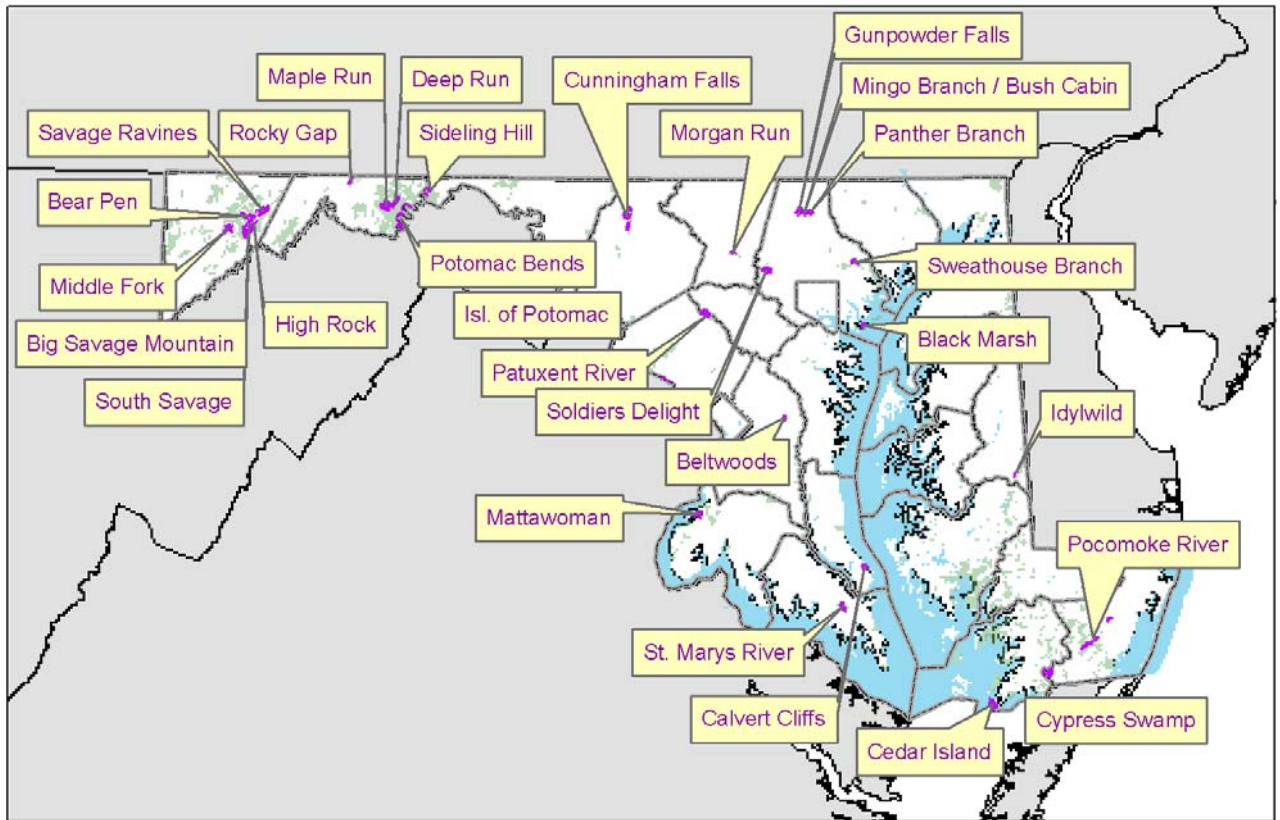 Gunpowder Falls
Maple Run
Deep Run
Cunningham Falls
Mingo Branch / Bush Cabin
Savage Ravines
Rocky Gap
Sideling Hill
Morgan Run
Panther Branch
Bear Pen
Potomac Bends
Sweathouse Branch
Middle Fork
High Rock
Isl. of Potomac
Big Savage Mountain
Black Marsh
Patuxent River
South Savage
Soldiers Delight
Idylwild
Beltwoods
Mattawoman
Pocomoke River
St. Marys River
Calvert Cliffs
Cypress Swamp
Cedar Island